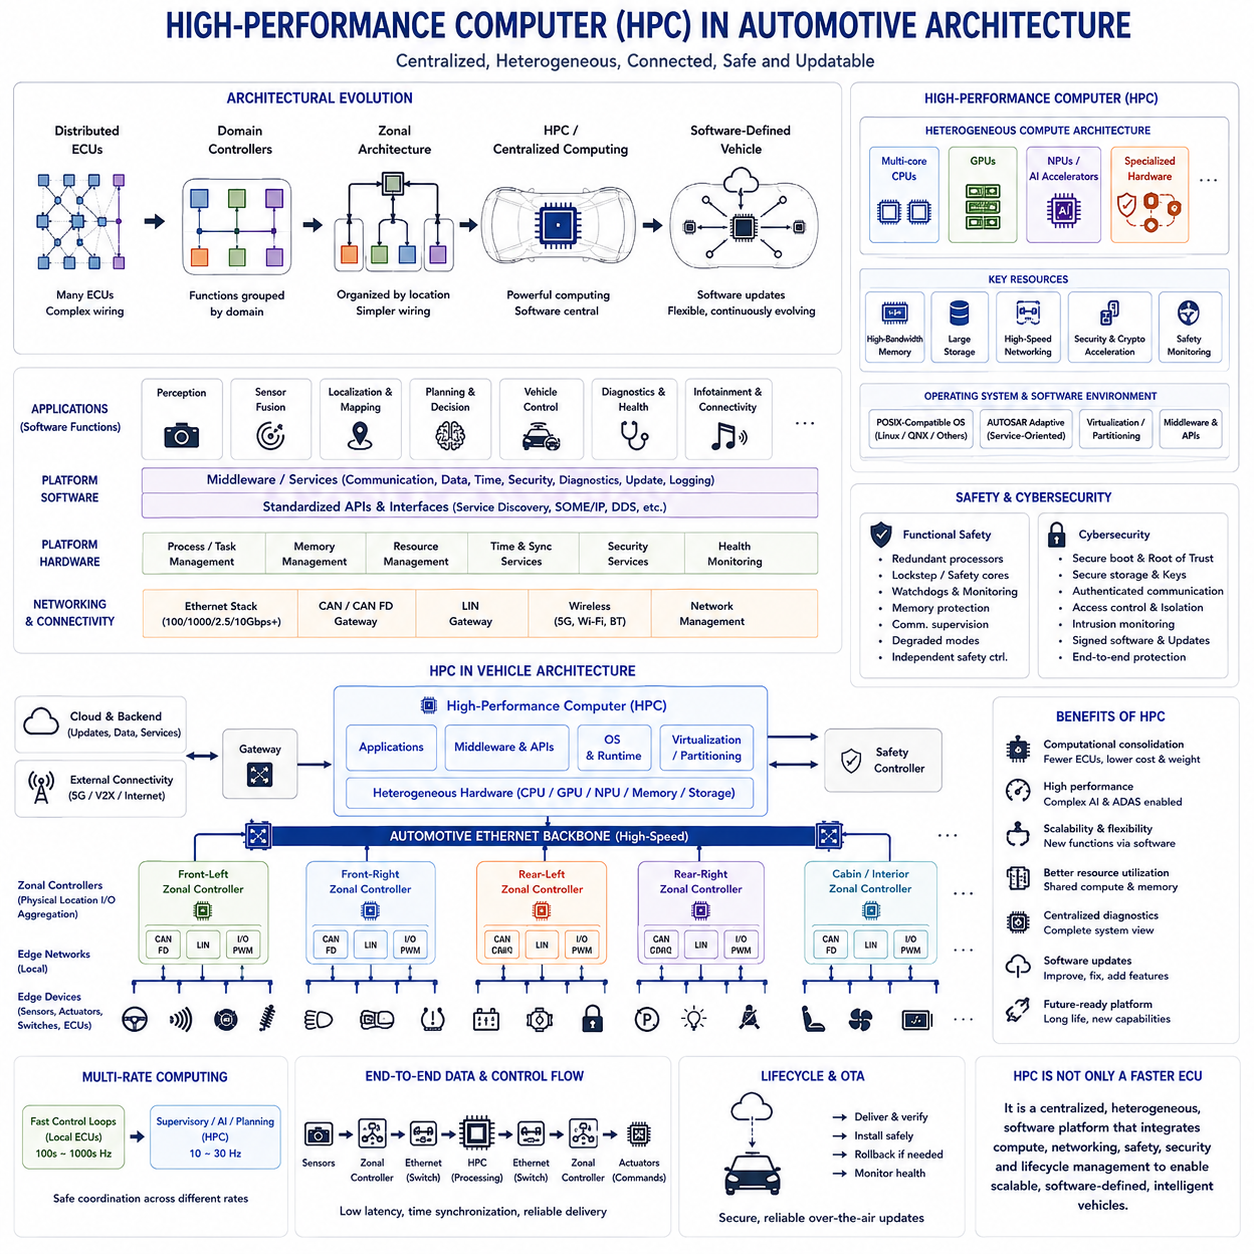 HIGH-PERFORMANCE COMPUTER (HPC) IN AUTOMOTIVE ARCHITECTURE
Centralized, Heterogeneous, Connected, Safe and Updatable
ARCHITECTURAL EVOLUTION
Distributed
ECUs
Many ECUs
Complex wiring
Domain
Controllers
Functions grouped
by domain
Zonal
Architecture
Organized by location
Simpler wiring
HPC /
Centralized Computing
Powerful computing
Software central
Software-Defined
Vehicle
Software updates
Flexible, continuously evolving
HIGH-PERFORMANCE COMPUTER (HPC)
HETEROGENEOUS COMPUTE ARCHITECTURE
Multi-core
CPUs
GPUs
NPUs /
AI Accelerators
AI
Specialized
Hardware
...
KEY RESOURCES
High-Bandwidth
Memory
Large
Storage
High-Speed
Networking
Security & Crypto
Acceleration
Safety
Monitoring
OPERATING SYSTEM & SOFTWARE ENVIRONMENT
POSIX-Compatible OS
(Linux / QNX / Others)
AUTOSAR Adaptive
(Service-Oriented)
Virtualization /
Partitioning
Middleware &
APIs
APPLICATIONS
(Software Functions)
Perception
Sensor
Fusion
Localization &
Mapping
Planning &
Decision
Vehicle
Control
Diagnostics &
Health
Infotainment &
Connectivity
...
PLATFORM
SOFTWARE
Middleware / Services (Communication, Data, Time, Security, Diagnostics, Update, Logging)
Standardized APIs & Interfaces (Service Discovery, SOME/IP, DDS, etc.)
PLATFORM
HARDWARE
Process / Task
Management
Memory
Management
Resource
Management
Time & Sync
Services
Security
Services
Health
Monitoring
NETWORKING
& CONNECTIVITY
Ethernet Stack
(100/1000/2.5/10Gbps+)
CAN / CAN FD
Gateway
LIN
Gateway
Wireless
(5G, Wi-Fi, BT)
Network
Management
SAFETY & CYBERSECURITY
Functional Safety
• Redundant processors
• Lockstep / Safety cores
• Watchdogs & Monitoring
• Memory protection
• Comm. supervision
• Degraded modes
• Independent safety ctrl.
Cybersecurity
• Secure boot & Root of Trust
• Secure storage & Keys
• Authenticated communication
• Access control & Isolation
• Intrusion monitoring
• Signed software & Updates
• End-to-end protection
HPC IN VEHICLE ARCHITECTURE
Cloud & Backend
(Updates, Data, Services)
External Connectivity
(5G / V2X / Internet)
Gateway
High-Performance Computer (HPC)
Applications
Middleware & APIs
OS
& Runtime
Virtualization
/ Partitioning
Heterogeneous Hardware (CPU / GPU / NPU / Memory / Storage)
Safety
Controller
AUTOMOTIVE ETHERNET BACKBONE (High-Speed)
...
Zonal Controllers
(Physical Location I/O
Aggregation)
Front-Left
Zonal Controller
CAN
FD
LIN
I/O
PWM
Front-Right
Zonal Controller
CAN
FD
LIN
I/O
PWM
Rear-Left
Zonal Controller
CAN
LIN
I/O
PWM
Rear-Right
Zonal Controller
CAN
LIN
I/O
PWM
Cabin / Interior
Zonal Controller
CAN
FD
LIN
I/O
PWM
...
Edge Networks
(Local)
...
Edge Devices
(Sensors, Actuators,
Switches, ECUs)
P
...
BENEFITS OF HPC
Computational consolidation
Fewer ECUs, lower cost & weight
High performance
Complex AI & ADAS enabled
Scalability & flexibility
New functions via software
Better resource utilization
Shared compute & memory
Centralized diagnostics
Complete system view
Software updates
Improve, fix, add features
Future-ready platform
Long life, new capabilities
MULTI-RATE COMPUTING
Fast Control Loops
(Local ECUs)
100s ~ 1000s Hz
Supervisory / AI / Planning
(HPC)
10 ~ 30 Hz
Safe coordination across different rates
END-TO-END DATA & CONTROL FLOW
Sensors
Zonal
Controller
Ethernet
(Switch)
HPC
(Processing)
Ethernet
(Switch)
Zonal
Controller
Actuators
(Commands)
Low latency, time synchronization, reliable delivery
LIFECYCLE & OTA
Deliver & verify
Install safely
Rollback if needed
Monitor health
Secure, reliable over-the-air updates
HPC IS NOT ONLY A FASTER ECU
It is a centralized, heterogeneous,
software platform that integrates
compute, networking, safety, security
and lifecycle management to enable
scalable, software-defined, intelligent
vehicles.